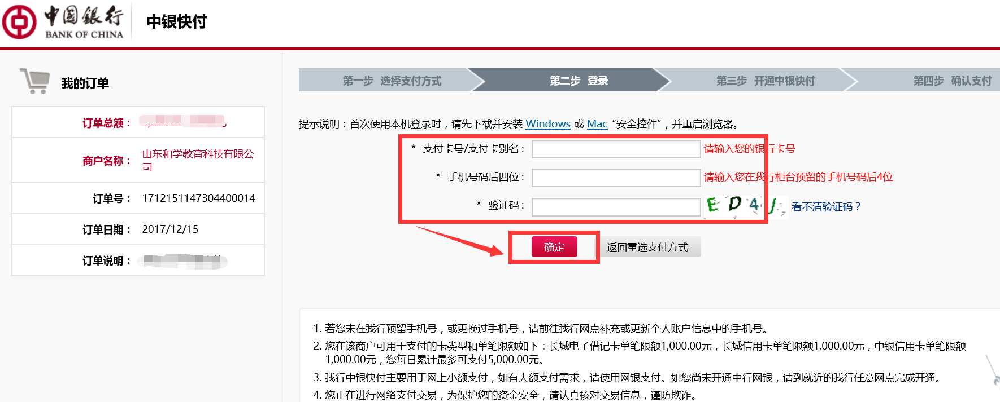 中國銀行
BANK OF CHINA
中银快付
我的订单
订单总额：
商户名称：
山东和学教育科技有限公
司
订单号：
1712151147304400014
订单日期：
2017/12/15
订单说明：
第一步 选择支付方式
第二步 登录
第三步 开通中银快付
第四步 确认支付
提示说明：首次使用本机登录时，请先下载并安装 Windows 或 Mac “安全控件”，并重启浏览器。
* 支付卡号/支付卡别名：
请输入您的银行卡号
* 手机号码后四位：
请输入您在我行柜台预留的手机号码后4位
* 验证码：
ED4J
看不清验证码？
确定
返回重选支付方式
1. 若您未在我行预留手机号，或更换过手机号，请前往我行网点补充或更新个人账户信息中的手机号。
2. 您在该商户可用于支付的卡类型和单笔限额如下：长城电子借记卡单笔限额1,000.00元，长城信用卡单笔限额1,000.00元，中银信用卡单笔限额
1,000.00元，您每日累计最多可支付5,000.00元。
3. 我行中银快付主要用于网上小额支付，如有大额支付需求，请使用网银支付。如您尚未开通中行网银，请到就近的我行任意网点完成开通。
4. 您正在进行网络支付交易，为保护您的资金安全，请认真核对交易信息，谨防欺诈。